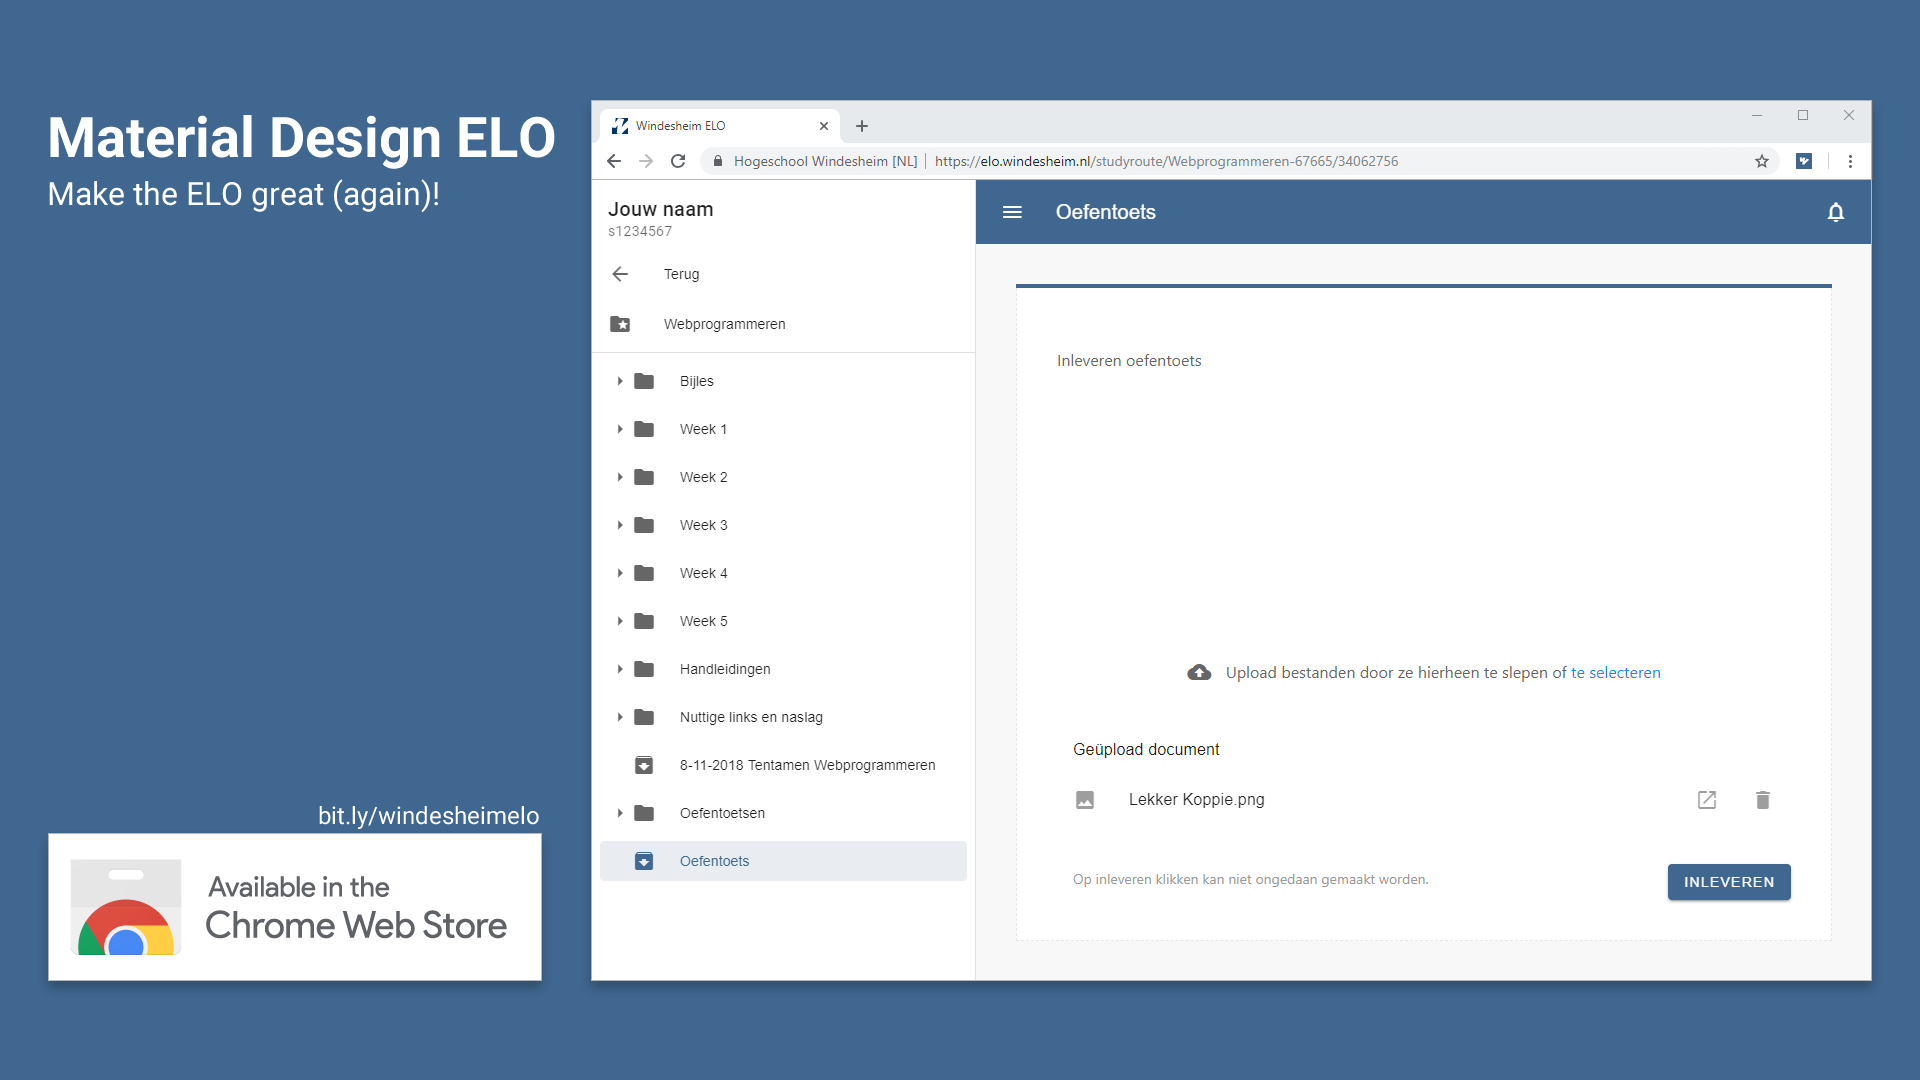 Material Design ELO
Make the ELO great (again)!
bit.ly/windesheimelo
Available in the
Chrome Web Store
Windesheim ELO
Hogeschool Windesheim [NL] | https://elo.windesheim.nl/studyroute/Webprogrammeren-67665/34062756
Jouw naam
s1234567
Terug
Webprogrammeren
Bijles
Week 1
Week 2
Week 3
Week 4
Week 5
Handleidingen
Nuttige links en naslag
8-11-2018 Tentamen Webprogrammeren
Oefentoetsen
Oefentoets
Oefentoets
Inleveren oefentoets
Upload bestanden door ze hierheen te slepen of te selecteren
Geüpload document
Lekker Koppie.png
Op inleveren klikken kan niet ongedaan gemaakt worden.
INLEVEREN